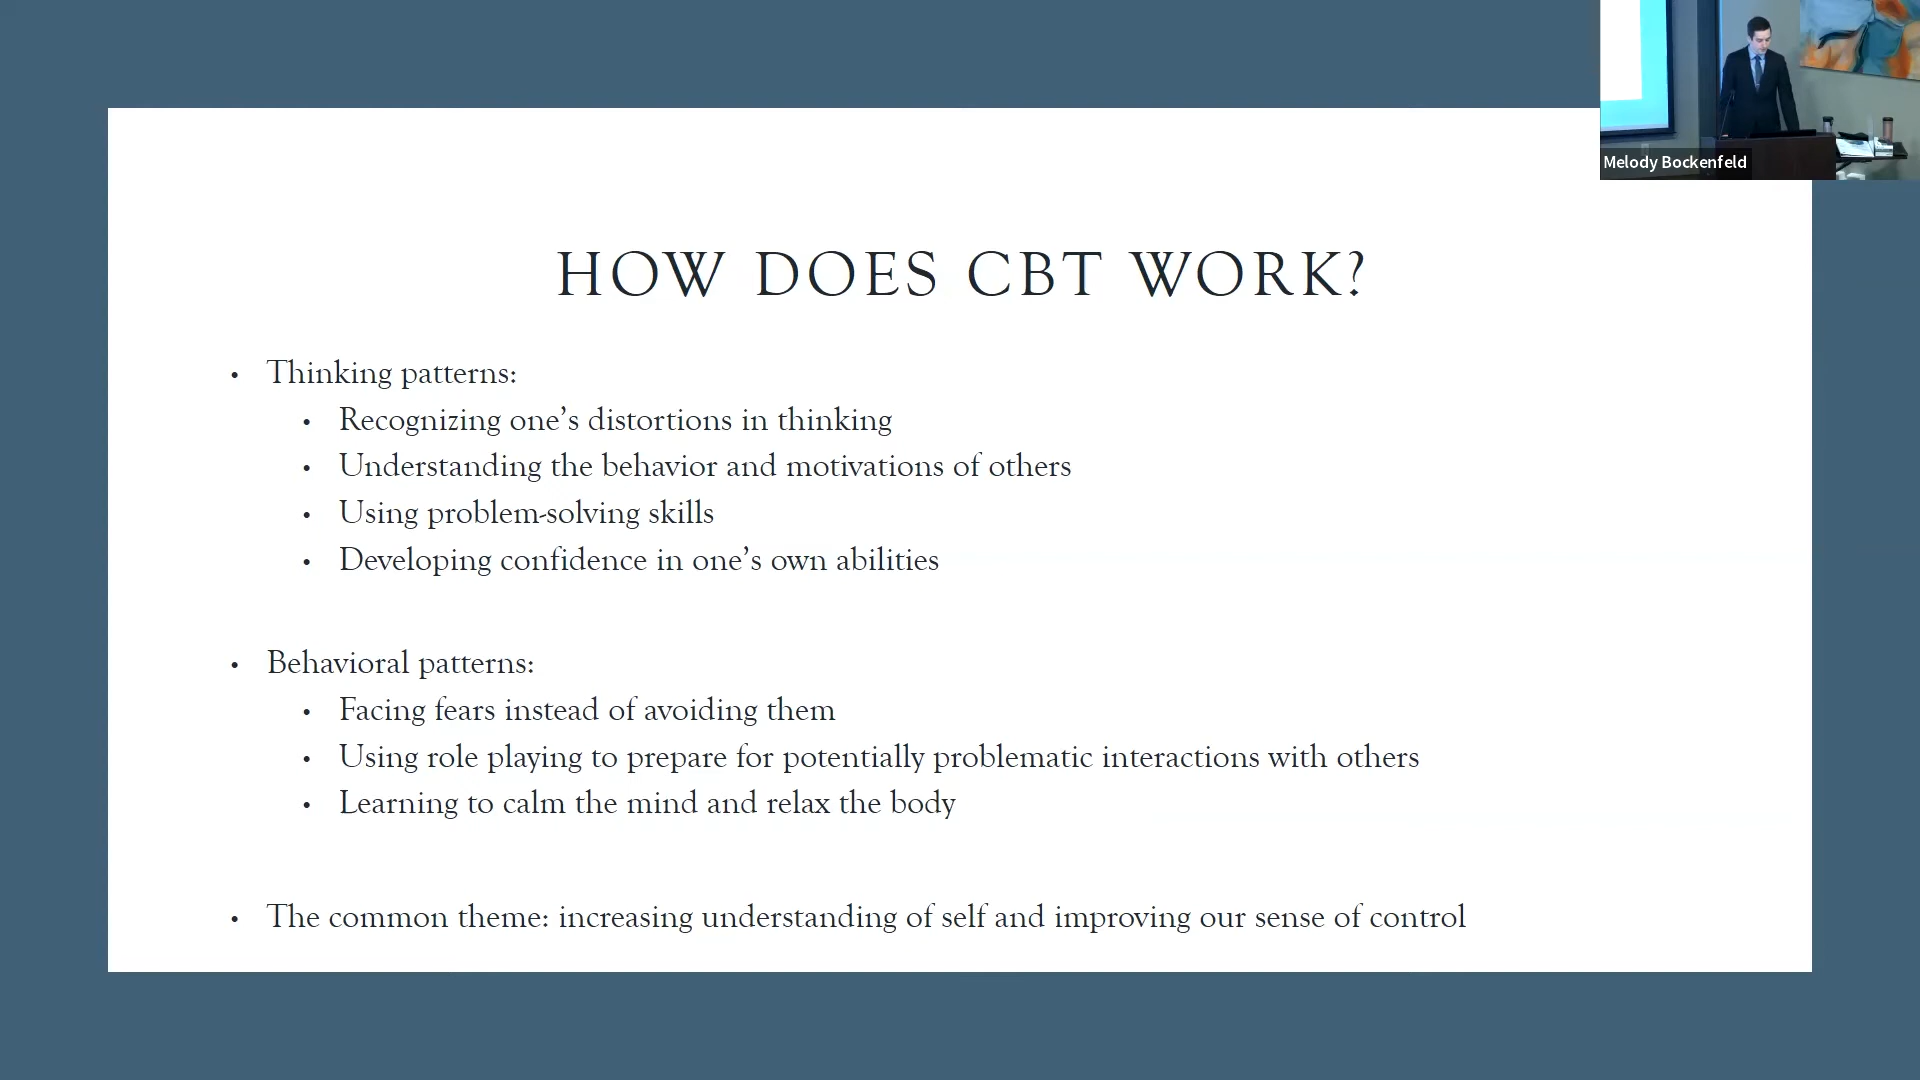 Melody Bockenfeld
HOW DOES CBT WORK?
• Thinking patterns:
• Recognizing one’s distortions in thinking
• Understanding the behavior and motivations of others
• Using problem-solving skills
• Developing confidence in one’s own abilities
• Behavioral patterns:
• Facing fears instead of avoiding them
• Using role playing to prepare for potentially problematic interactions with others
• Learning to calm the mind and relax the body
• The common theme: increasing understanding of self and improving our sense of control